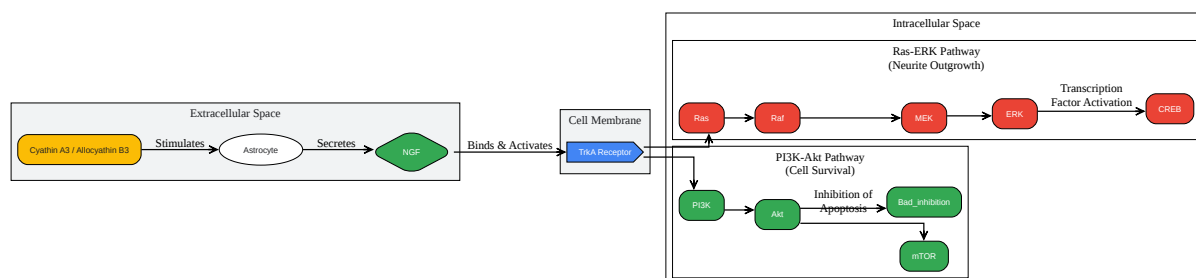 Intracellular Space
Ras-ERK Pathway
(Neurite Outgrowth)
Transcription
Factor Activation
Ras
Raf
MEK
ERK
CREB
Extracellular Space
Cyathin A3 / Allocyathin B3
Stimulates
Astrocyte
Secretes
NGF
Binds & Activates
Cell Membrane
TrkA Receptor
PI3K-Akt Pathway
(Cell Survival)
PI3K
Akt
Inhibition of
Apoptosis
Bad_inhibition
mTOR